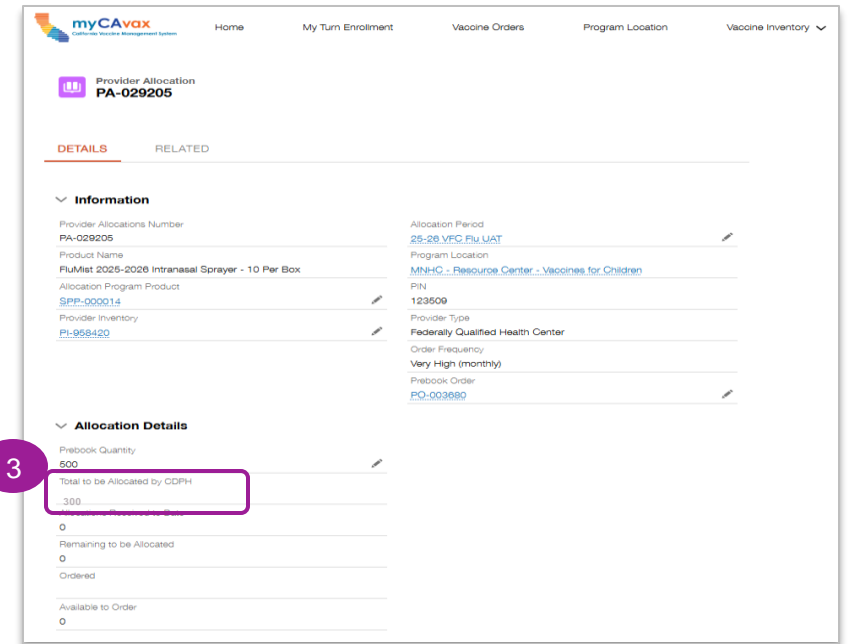 myCAvax
California Vaccine Management System
Home
My Turn Enrollment
Vaccine Orders
Program Location
Vaccine Inventory
Provider Allocation
PA-029205
DETAILS
RELATED
Information
Provider Allocations Number
PA-029205
Product Name
FluMist 2025-2026 Intranasal Sprayer - 10 Per Box
Allocation Program Product
SPP-000014
Provider Inventory
PI-958420
Allocation Period
25-26 VFC Flu UAT
Program Location
MNHC - Resource Center - Vaccines for Children
PIN
123509
Provider Type
Federally Qualified Health Center
Order Frequency
Very High (monthly)
Prebook Order
PO-003680
Allocation Details
Prebook Quantity
500
3
Total to be Allocated by CDPH
300
Allocations Received to Date
0
Remaining to be Allocated
0
Ordered
Available to Order
0